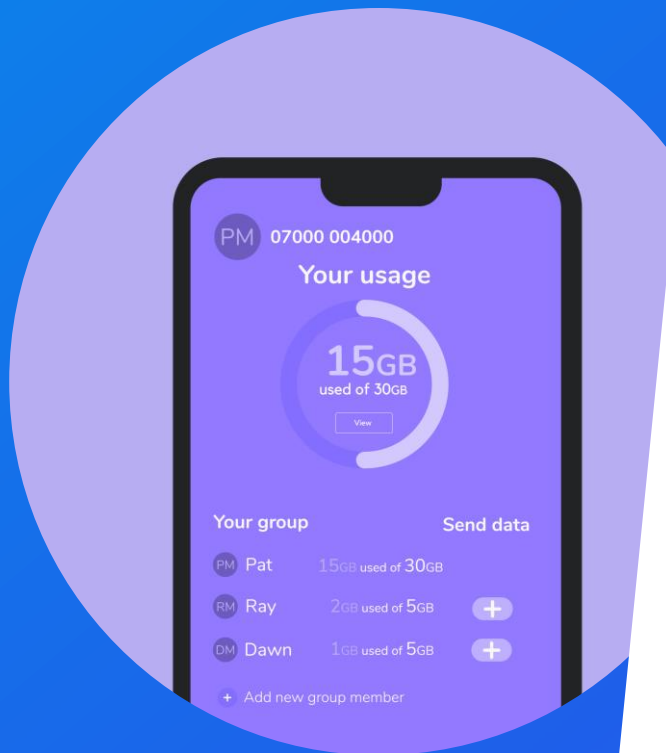 PM 07000 004000
Your usage
15GB
used of 30GB
View
Your group Send data
PM Pat 15GB used of 30GB
RM Ray 2GB used of 5GB +
DM Dawn 1GB used of 5GB +
+ Add new group member